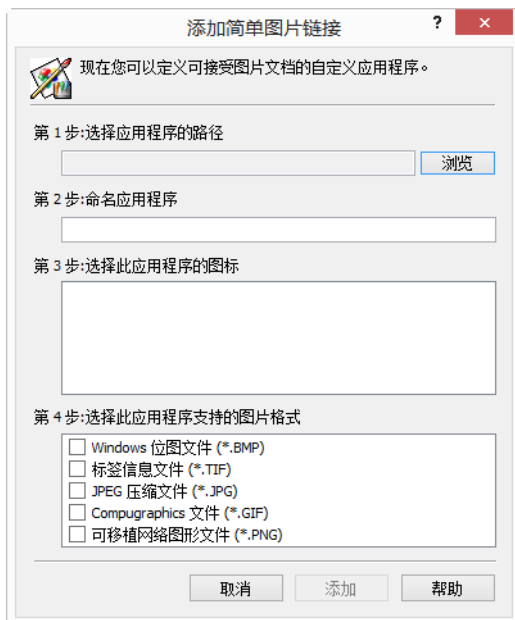 添加简单图片链接
?
×
现在您可以定义可接受图片文档的自定义应用程序。
第 1 步:选择应用程序的路径
浏览
第 2 步:命名应用程序
第 3 步:选择此应用程序的图标
第 4 步:选择此应用程序支持的图片格式
Windows 位图文件 (*.BMP)
标签信息文件 (*.TIF)
JPEG 压缩文件 (*.JPG)
Compugraphics 文件 (*.GIF)
可移植网络图形文件 (*.PNG)
取消 添加 帮助